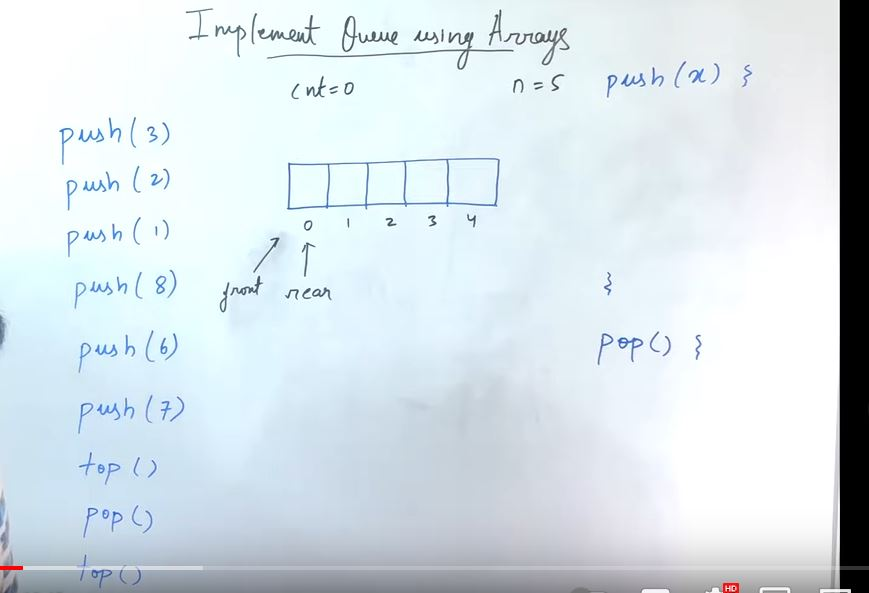 Implement Queue using Arrays
cnt=0 n=5 push(x) {
push(3)
push(2)
push(1)
0 1 2 3 4
push(8) front rear }
push(6) pop() {
push(7)
top()
pop()
top()
HD